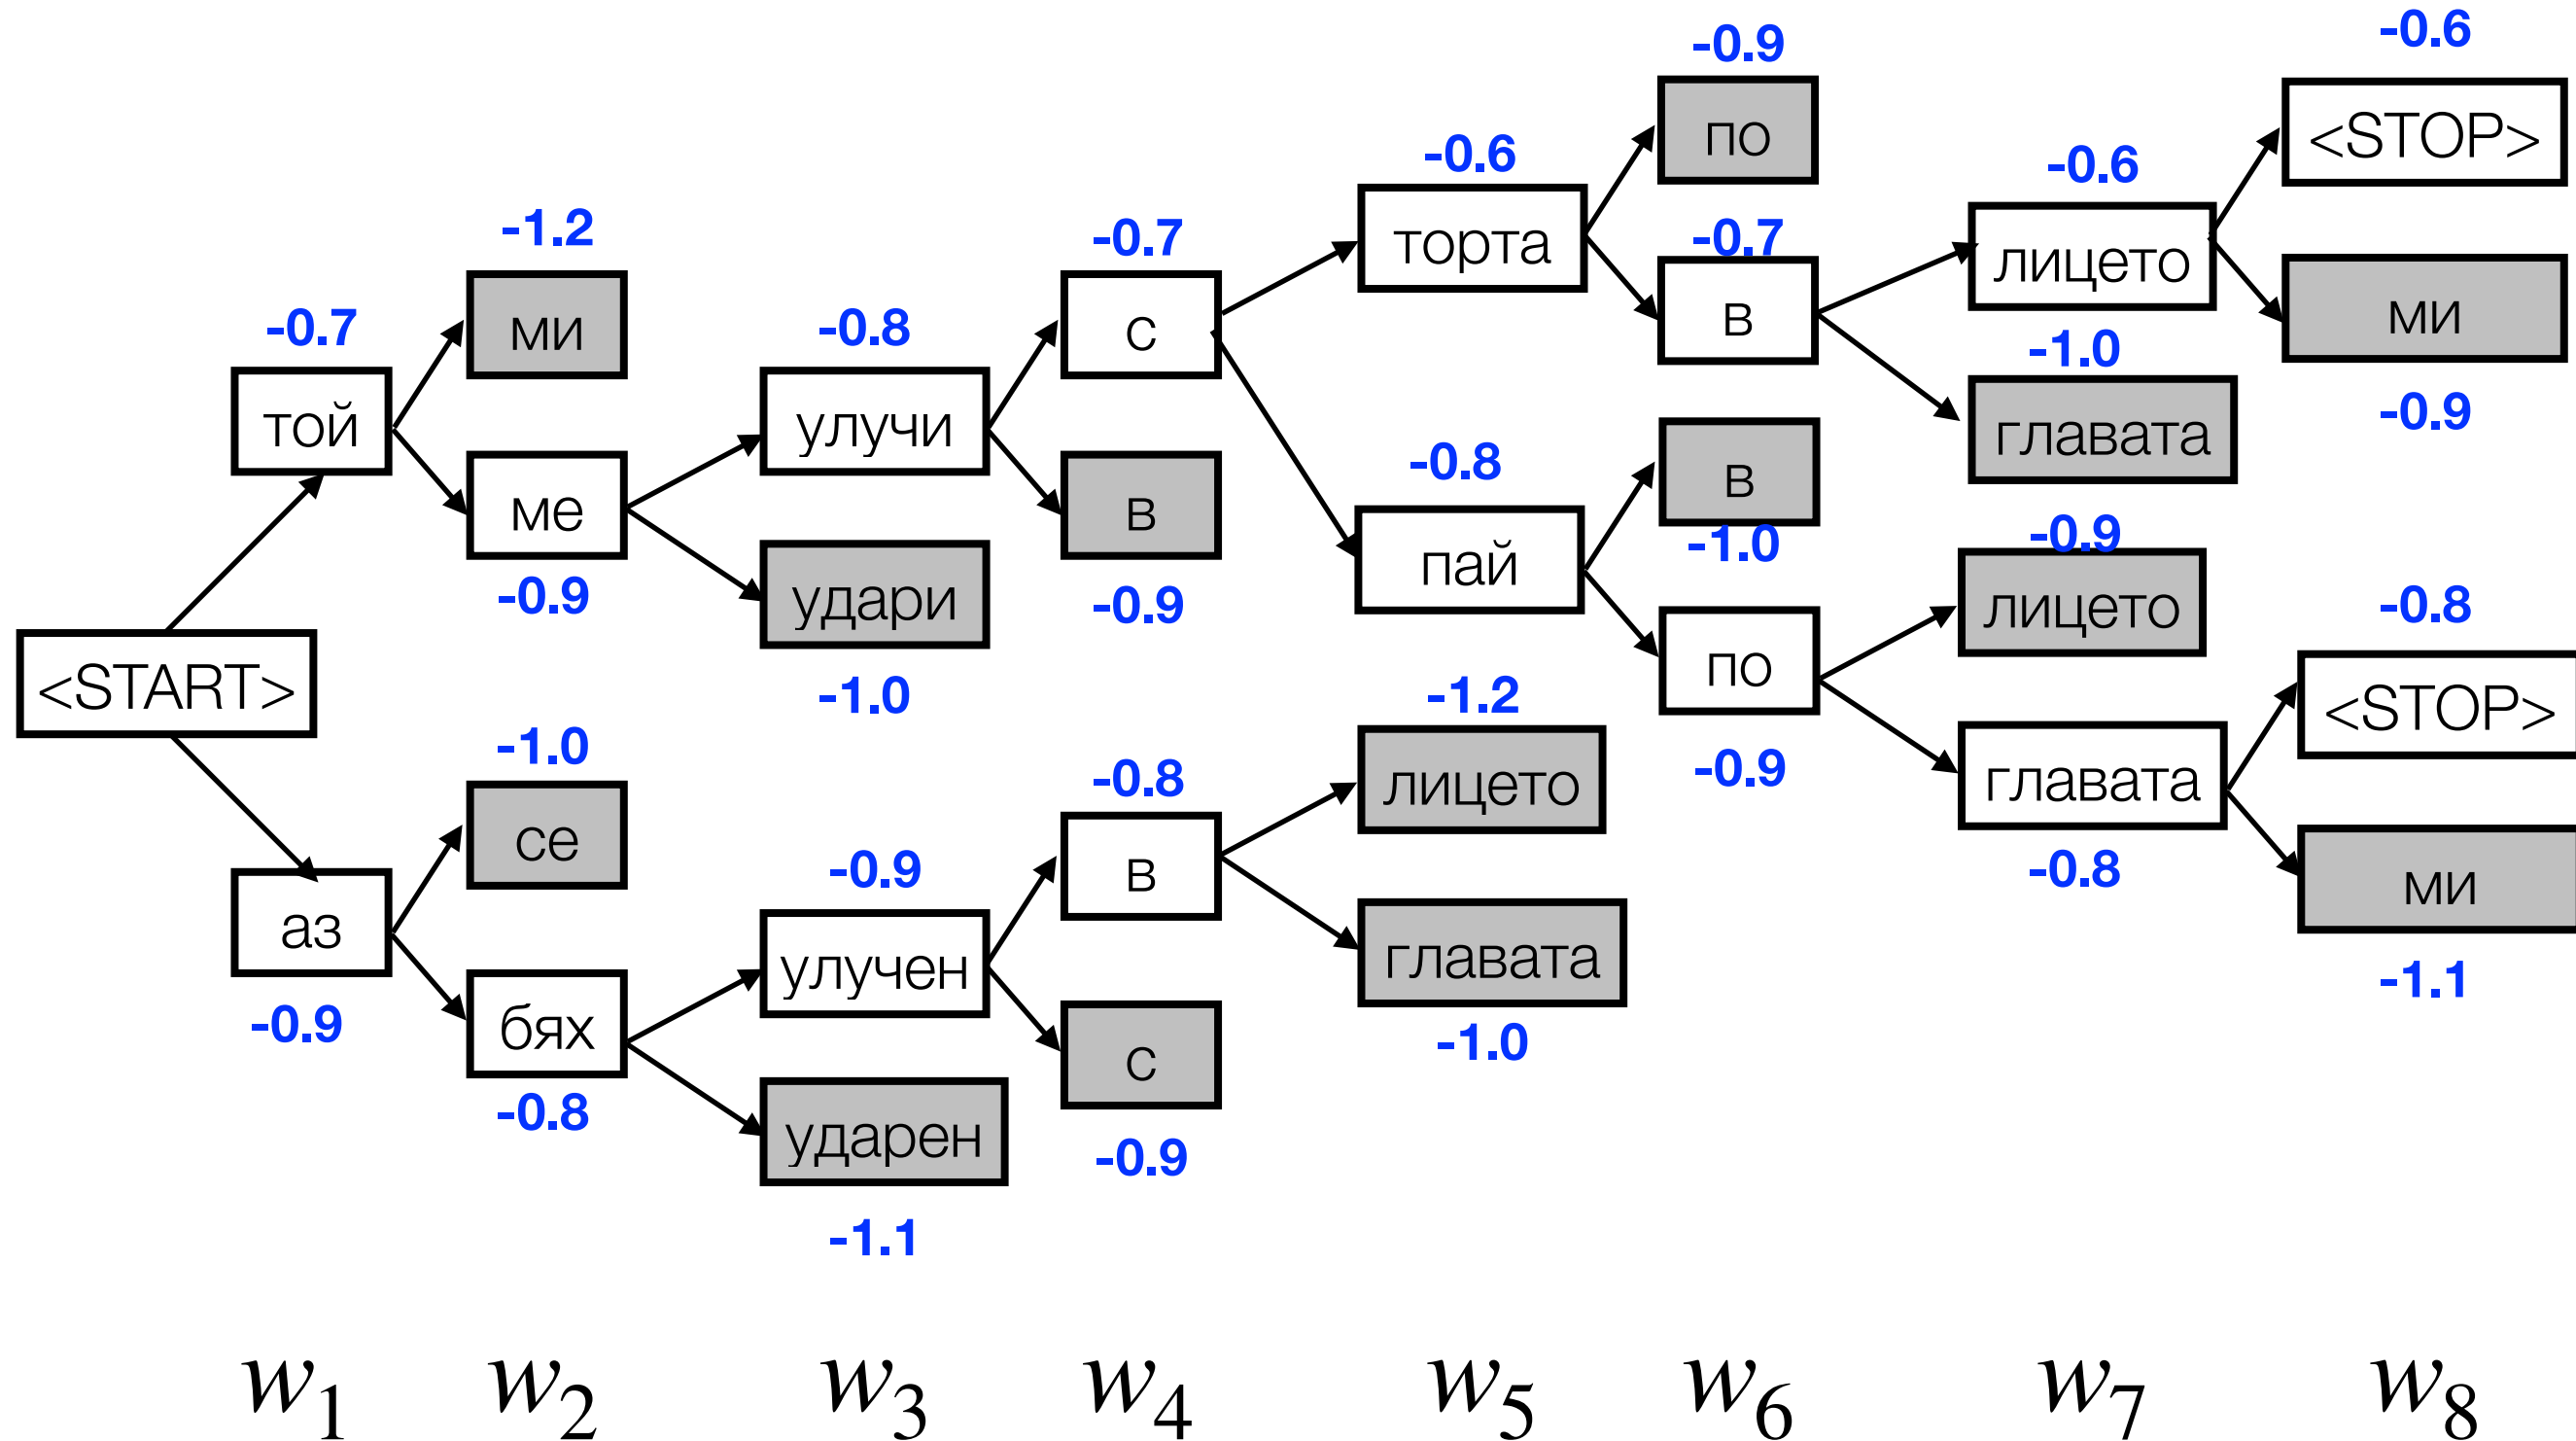 -0.6
-0.9
<STOP>
по
-0.6
-0.6
-1.2
-0.7
-0.7
торта
лицето
ми
-0.7
-0.8
ми
с
в
-1.0
-0.9
той
улучи
главата
-0.8
в
ме
в
-0.9
-1.0
пай
-0.9
-0.9
удари
лицето
-0.8
<START>
-1.0
-1.2
по
<STOP>
-1.0
-0.8
-0.9
лицето
главата
се
-0.9
в
-0.8
ми
аз
улучен
главата
-1.1
-0.9
бях
-1.0
с
-0.8
ударен
-0.9
-1.1
w1 w2 w3 w4 w5 w6 w7 w8